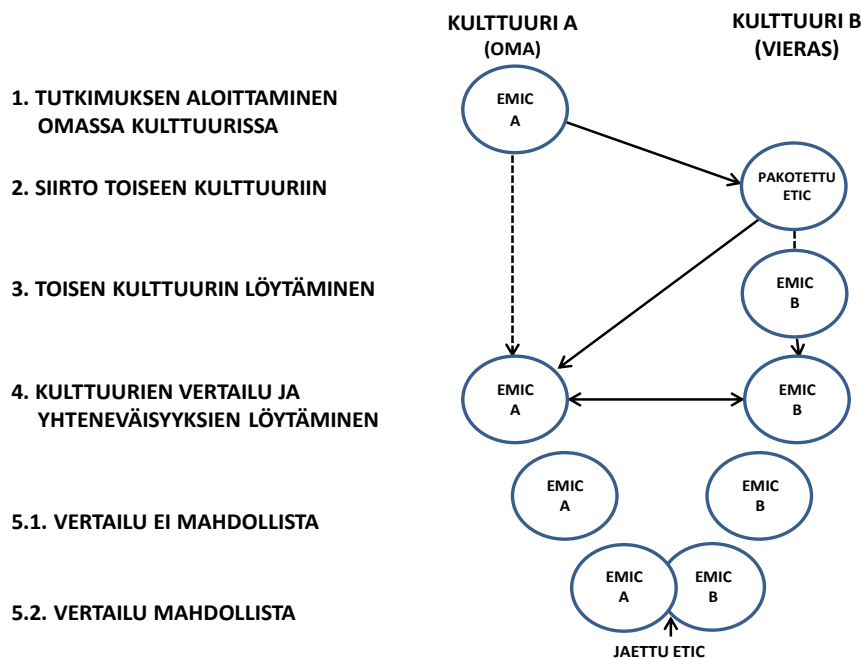 KULTTUURI A
(OMA)
KULTTUURI B
(VIERAS)
1. TUTKIMUKSEN ALOITTAMINEN
OMASSA KULTTUURISSA
EMIC
A
2. SIIRTO TOISEEN KULTTUURIIN
PAKOTETTU
ETIC
3. TOISEN KULTTUURIN LÖYTÄMINEN
EMIC
B
4. KULTTUURIEN VERTAILU JA
YHTENEVÄISYYKSIEN LÖYTÄMINEN
EMIC
A
EMIC
B
5.1. VERTAILU EI MAHDOLLISTA
EMIC
A
EMIC
B
5.2. VERTAILU MAHDOLLISTA
EMIC
A
EMIC
B
JAETTU ETIC